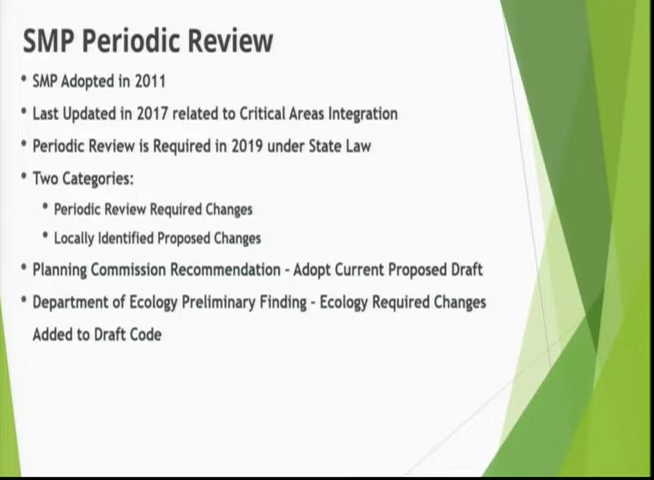 SMP Periodic Review
• SMP Adopted in 2011
• Last Updated in 2017 related to Critical Areas Integration
• Periodic Review is Required in 2019 under State Law
• Two Categories:
• Periodic Review Required Changes
• Locally Identified Proposed Changes
• Planning Commission Recommendation - Adopt Current Proposed Draft
• Department of Ecology Preliminary Finding - Ecology Required Changes
Added to Draft Code